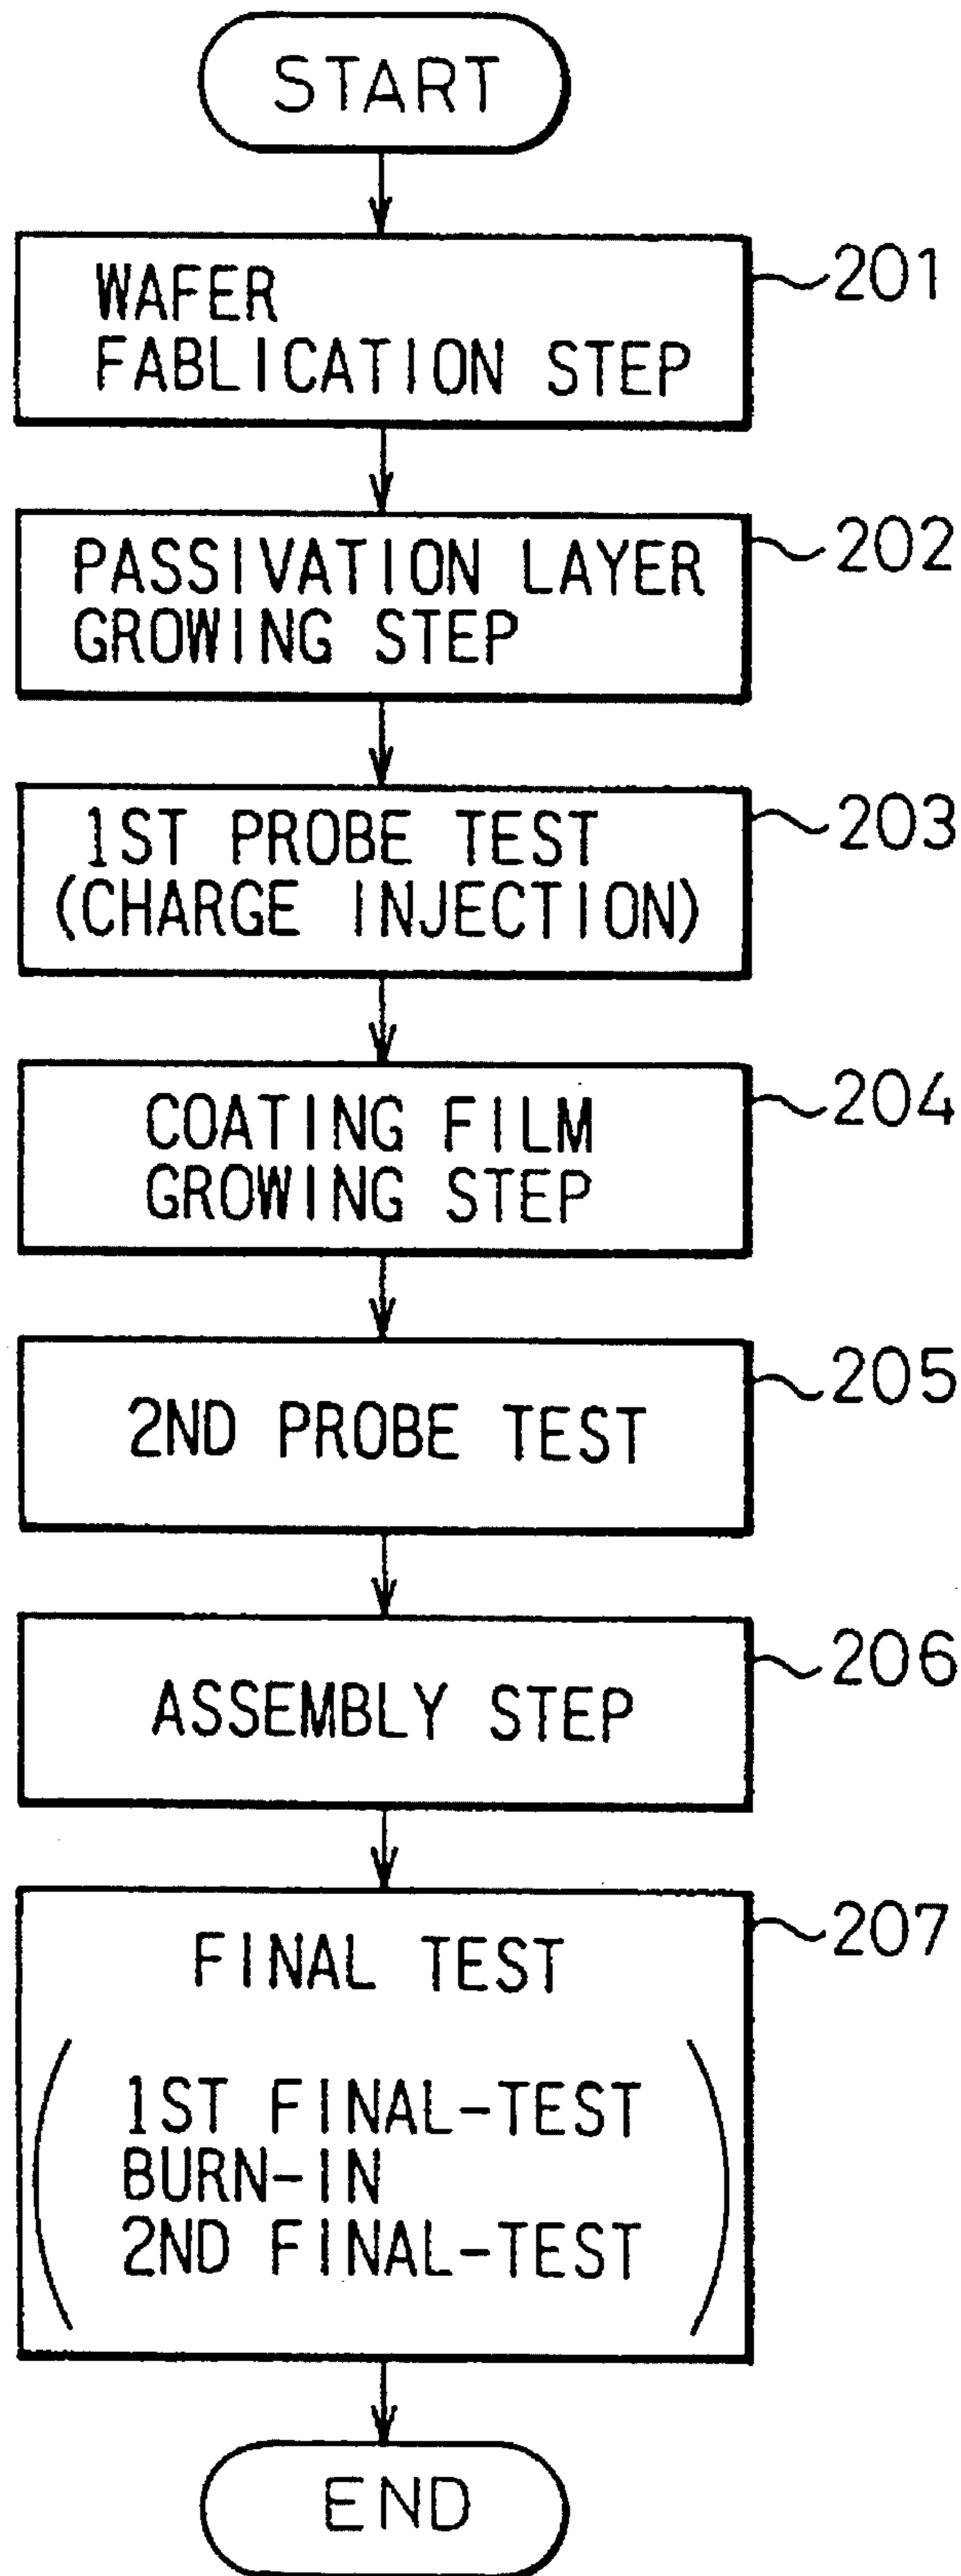 START
WAFER
FABLICATION STEP
201
PASSIVATION LAYER
GROWING STEP
202
1ST PROBE TEST
(CHARGE INJECTION)
203
COATING FILM
GROWING STEP
204
2ND PROBE TEST
205
ASSEMBLY STEP
206
FINAL TEST
207
(1ST FINAL-TEST
BURN-IN
2ND FINAL-TEST)
END